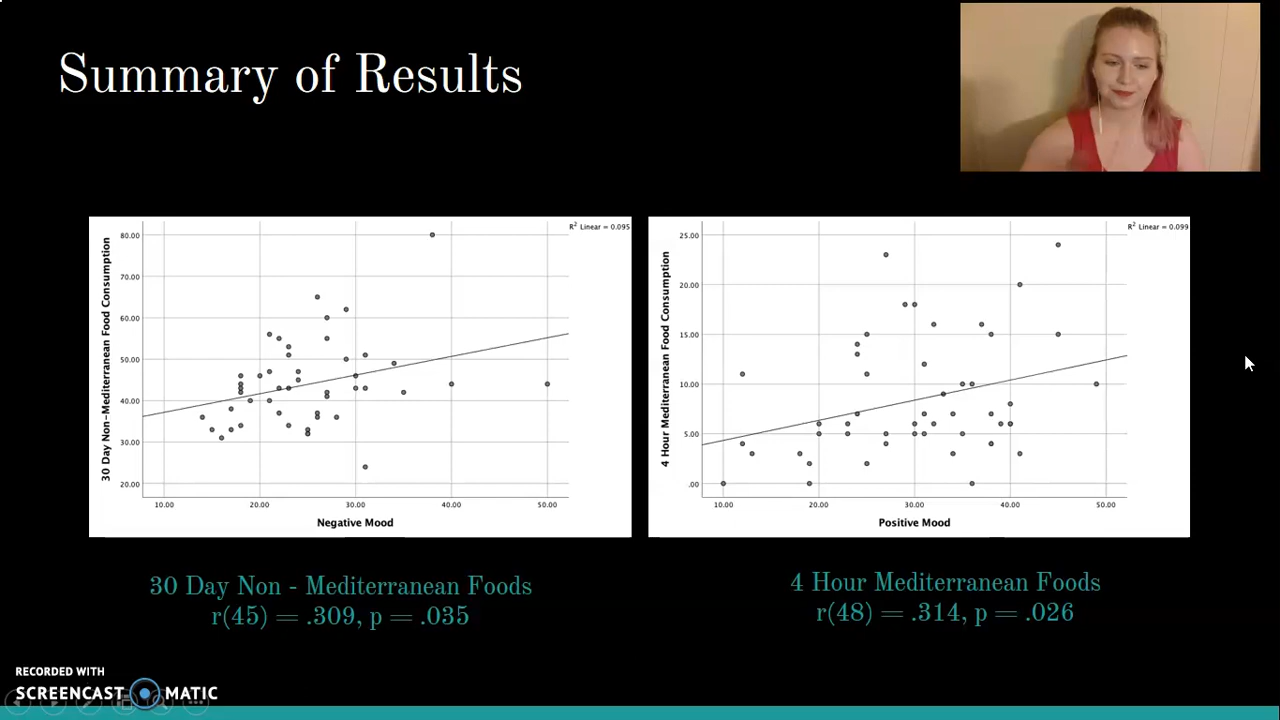 Summary of Results
R² Linear = 0.095
30 Day Non-Mediterranean Food Consumption
80.00
70.00
60.00
50.00
40.00
30.00
20.00
10.00 20.00 30.00 40.00 50.00
Negative Mood
R² Linear = 0.099
4 Hour Mediterranean Food Consumption
25.00
20.00
15.00
10.00
5.00
.00
10.00 20.00 30.00 40.00 50.00
Positive Mood
30 Day Non - Mediterranean Foods
r(45) = .309, p = .035
4 Hour Mediterranean Foods
r(48) = .314, p = .026
RECORDED WITH
SCREENCAST MATIC